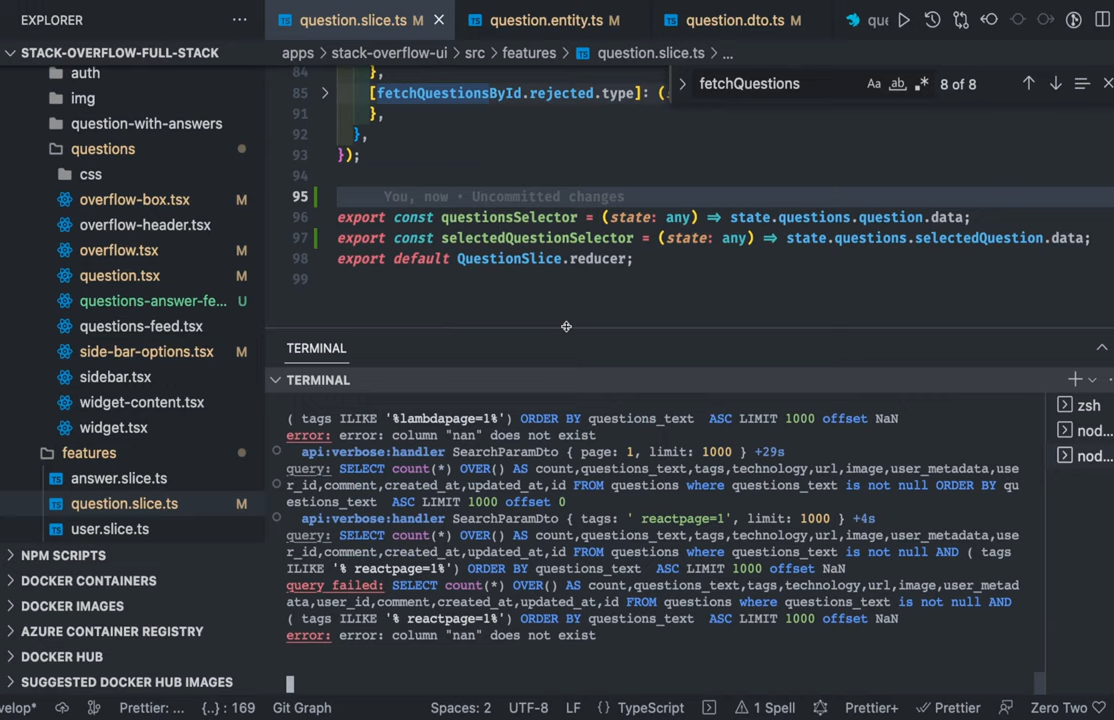 EXPLORER
question.slice.ts M
question.entity.ts M
question.dto.ts M
que
STACK-OVERFLOW-FULL-STACK
auth
img
question-with-answers
questions
css
overflow-box.tsx M
overflow-header.tsx
overflow.tsx M
question.tsx M
questions-answer-fe... U
questions-feed.tsx
side-bar-options.tsx M
sidebar.tsx
widget-content.tsx
widget.tsx
features
answer.slice.ts
question.slice.ts M
user.slice.ts
NPM SCRIPTS
DOCKER CONTAINERS
DOCKER IMAGES
AZURE CONTAINER REGISTRY
DOCKER HUB
SUGGESTED DOCKER HUB IMAGES
apps > stack-overflow-ui > src > features > question.slice.ts > ...
fetchQuestions Aa ab 8 of 8
84 },
85 [fetchQuestionsById.rejected.type]: (
91 },
92 },
93 });
94
95 You, now • Uncommitted changes
96 export const questionsSelector = (state: any) => state.questions.question.data;
97 export const selectedQuestionSelector = (state: any) => state.questions.selectedQuestion.data;
98 export default QuestionSlice.reducer;
99
TERMINAL
TERMINAL
( tags ILIKE '%lambdapage=1%') ORDER BY questions_text ASC LIMIT 1000 offset NaN
error: error: column "nan" does not exist
api:verbose:handler SearchParamDto { page: 1, limit: 1000 } +29s
query: SELECT count(*) OVER() AS count,questions_text,tags,technology,url,image,user_metadata,use
r_id,comment,created_at,updated_at,id FROM questions where questions_text is not null ORDER BY qu
estions_text ASC LIMIT 1000 offset 0
api:verbose:handler SearchParamDto { tags: ' reactpage=1', limit: 1000 } +4s
query: SELECT count(*) OVER() AS count,questions_text,tags,technology,url,image,user_metadata,use
r_id,comment,created_at,updated_at,id FROM questions where questions_text is not null AND ( tags
ILIKE '% reactpage=1%') ORDER BY questions_text ASC LIMIT 1000 offset NaN
query failed: SELECT count(*) OVER() AS count,questions_text,tags,technology,url,image,user_metad
ata,user_id,comment,created_at,updated_at,id FROM questions where questions_text is not null AND
( tags ILIKE '% reactpage=1%') ORDER BY questions_text ASC LIMIT 1000 offset NaN
error: error: column "nan" does not exist
zsh
nod...
nod...
velop*
Prettier: ...
{..} : 169
Git Graph
Spaces: 2
UTF-8
LF
{} TypeScript
1 Spell
Prettier+
Prettier
Zero Two